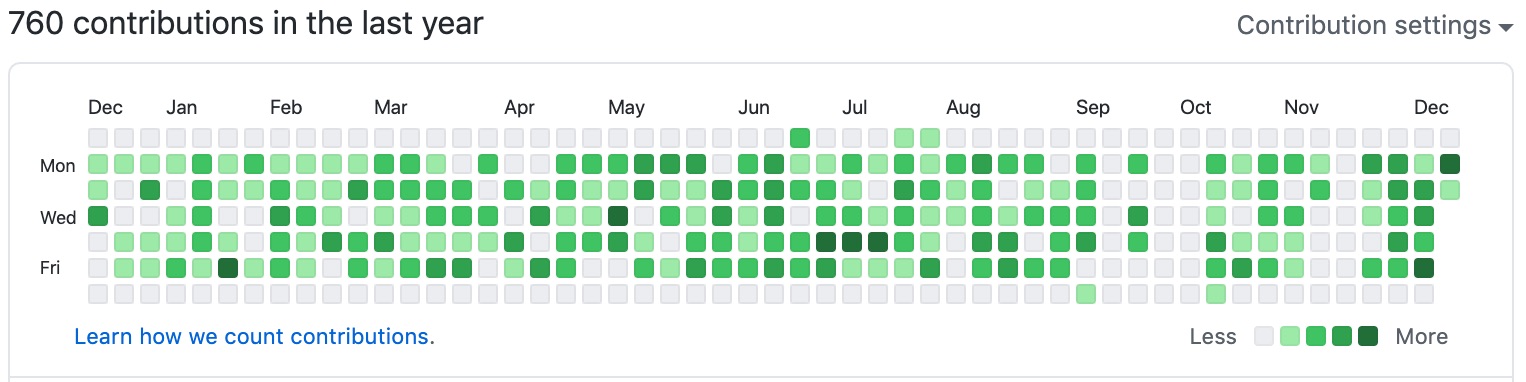 760 contributions in the last year
Contribution settings
Dec Jan Feb Mar Apr May Jun Jul Aug Sep Oct Nov Dec
Mon
Wed
Fri
Learn how we count contributions.
Less More